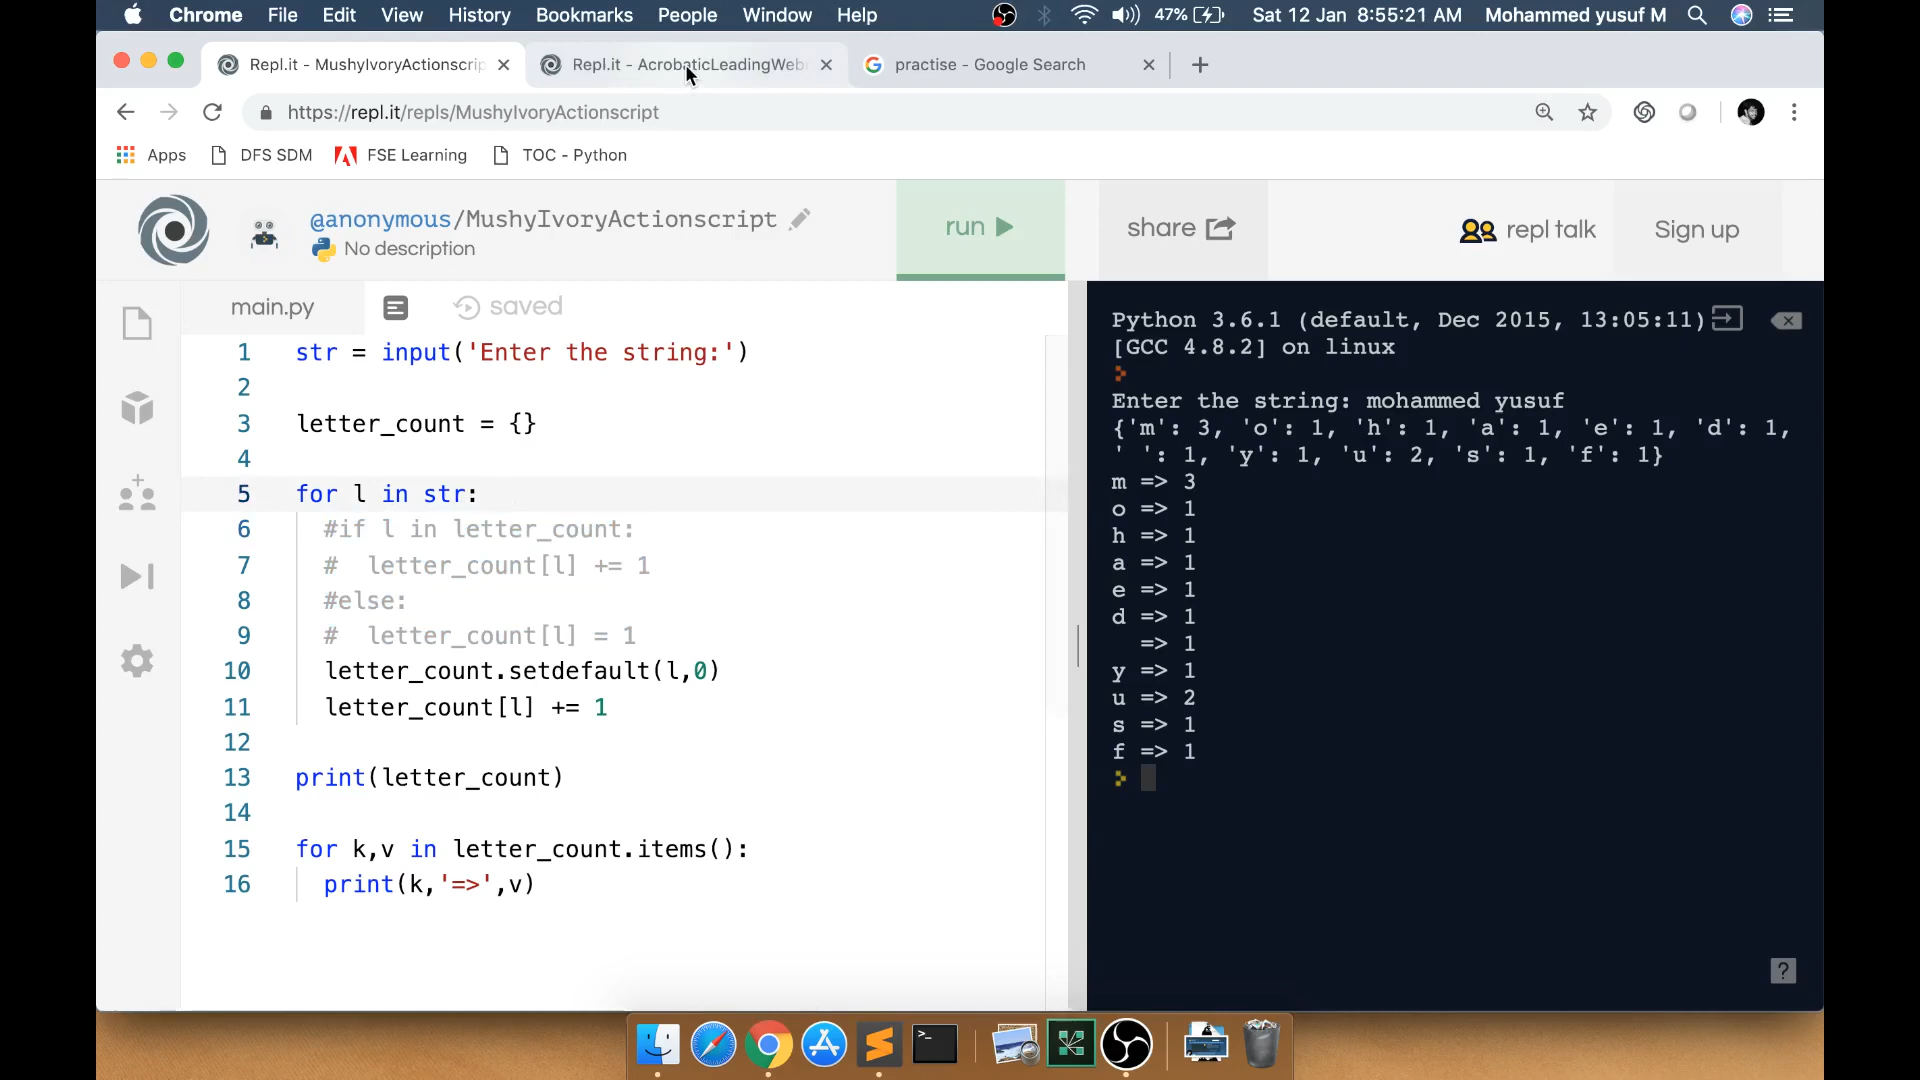 Chrome File Edit View History Bookmarks People Window Help 47% Sat 12 Jan 8:55:21 AM Mohammed yusuf M
Repl.it - MushyIvoryActionscrip Repl.it - AcrobaticLeadingWeb practise - Google Search
https://repl.it/repls/MushyIvoryActionscript
Apps DFS SDM FSE Learning TOC - Python
@anonymous/MushyIvoryActionscript
No description
run
share
repl talk
Sign up
main.py saved
1 str = input('Enter the string:')
2
3 letter_count = {}
4
5 for l in str:
6 #if l in letter_count:
7 #  letter_count[l] += 1
8 #else:
9 #  letter_count[l] = 1
10 letter_count.setdefault(l,0)
11 letter_count[l] += 1
12
13 print(letter_count)
14
15 for k,v in letter_count.items():
16 print(k,'=>',v)
Python 3.6.1 (default, Dec 2015, 13:05:11)
[GCC 4.8.2] on linux
Enter the string: mohammed yusuf
{'m': 3, 'o': 1, 'h': 1, 'a': 1, 'e': 1, 'd': 1,
' ': 1, 'y': 1, 'u': 2, 's': 1, 'f': 1}
m => 3
o => 1
h => 1
a => 1
e => 1
d => 1
  => 1
y => 1
u => 2
s => 1
f => 1
?